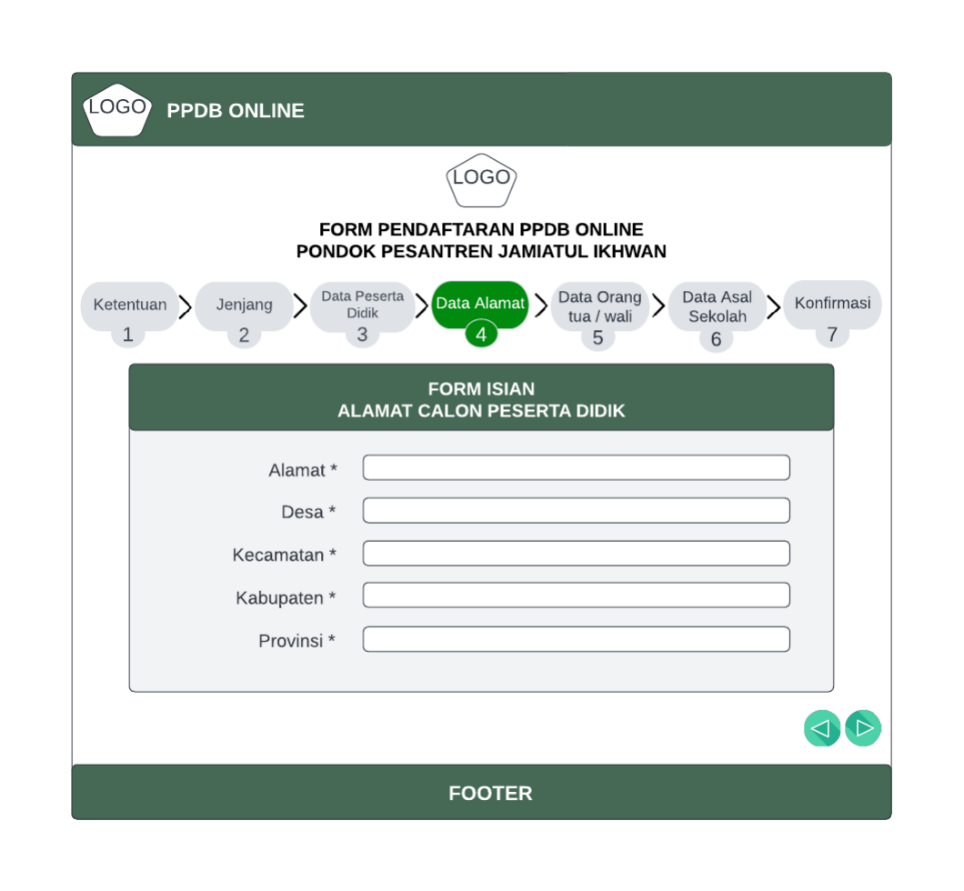 LOGO PPDB ONLINE
LOGO
FORM PENDAFTARAN PPDB ONLINE
PONDOK PESANTREN JAMIATUL IKHWAN
Ketentuan
1
Jenjang
2
Data Peserta
Didik
3
Data Alamat
4
Data Orang
tua / wali
5
Data Asal
Sekolah
6
Konfirmasi
7
FORM ISIAN
ALAMAT CALON PESERTA DIDIK
Alamat *
Desa *
Kecamatan *
Kabupaten *
Provinsi *
FOOTER